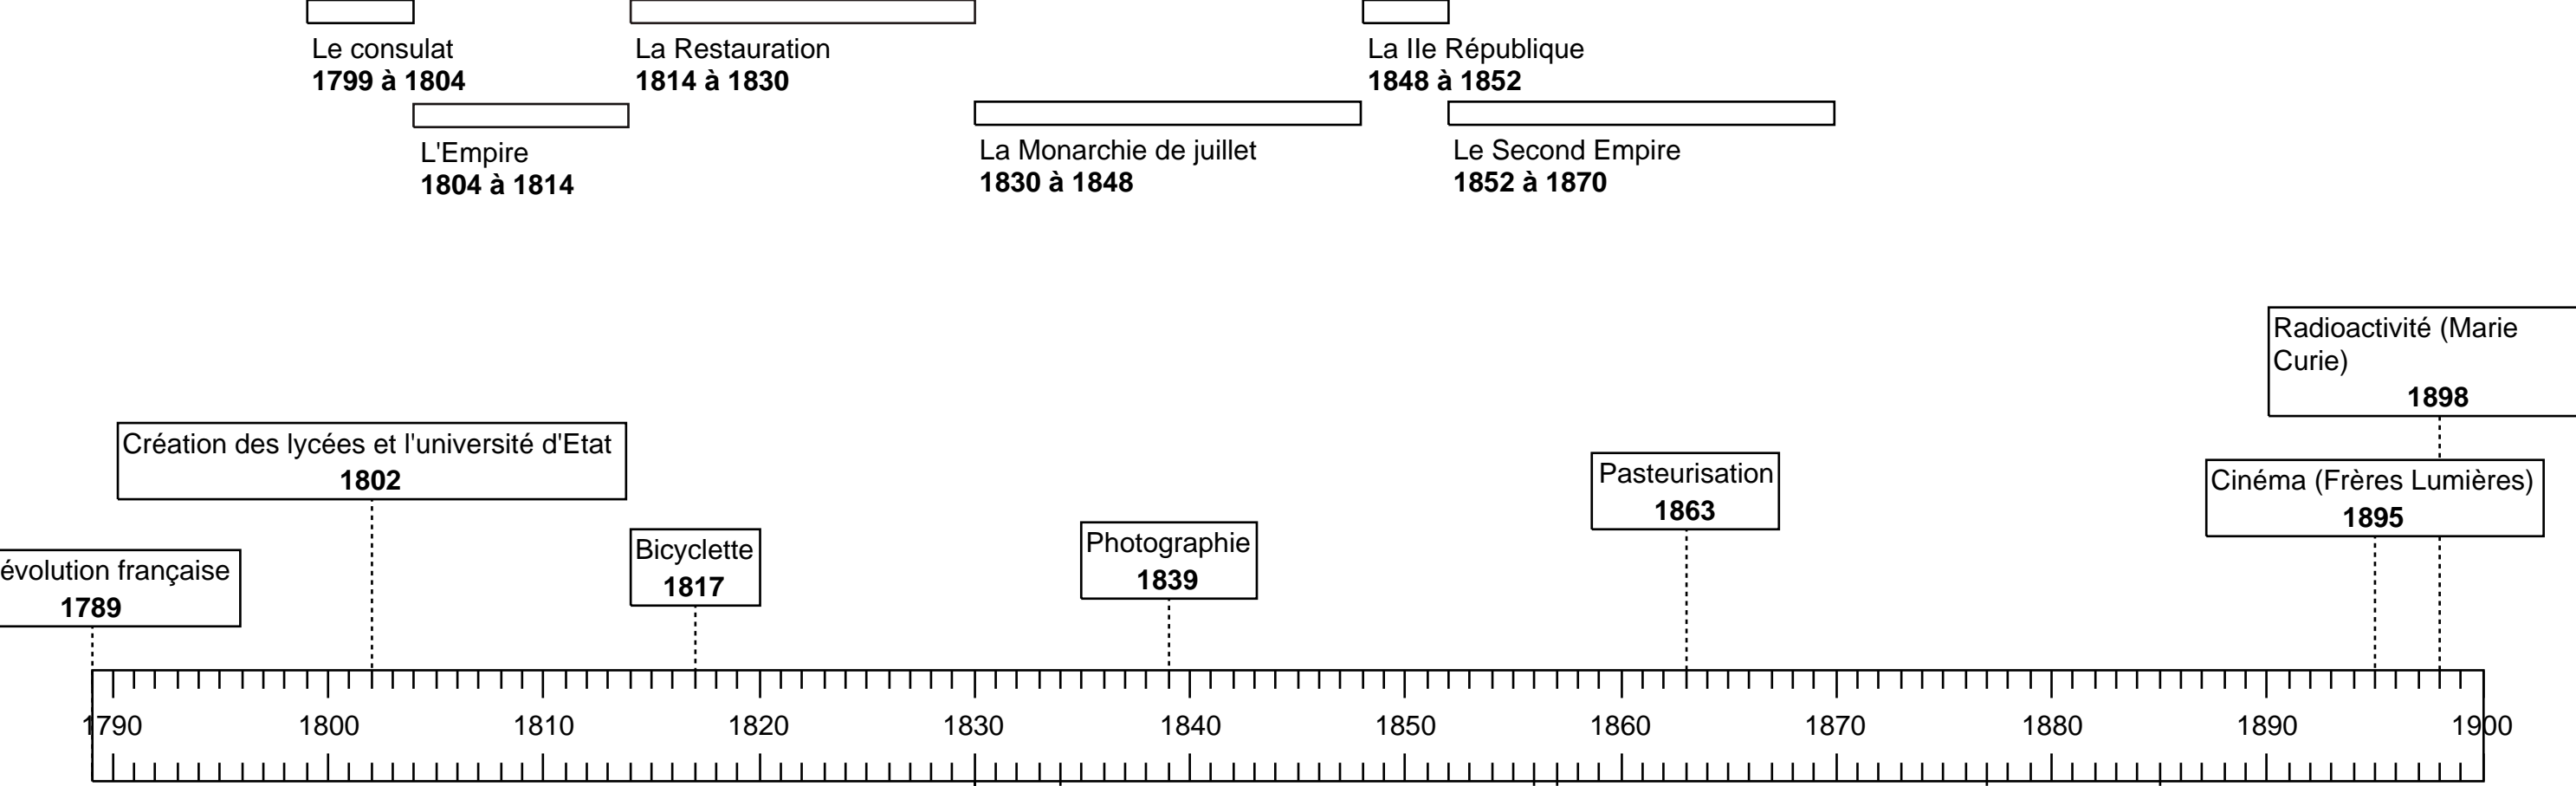 Le consulat
1799 à 1804
La Restauration
1814 à 1830
La IIe République
1848 à 1852
L'Empire
1804 à 1814
La Monarchie de juillet
1830 à 1848
Le Second Empire
1852 à 1870
Radioactivité (Marie
Curie)
1898
Création des lycées et l'université d'Etat
1802
Pasteurisation
1863
Cinéma (Frères Lumières)
1895
Bicyclette
1817
Photographie
1839
évolution française
1789
1790 1800 1810 1820 1830 1840 1850 1860 1870 1880 1890 1900